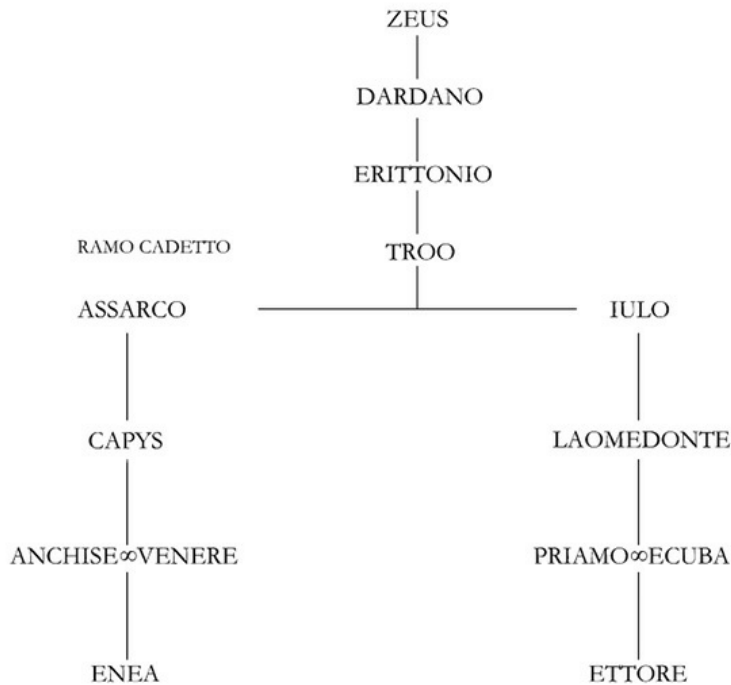 ZEUS
DARDANO
ERITTONIO
RAMO CADETTO
TROO
ASSARCO
IULO
CAPYS
LAOMEDONTE
ANCHISE∞VENERE
PRIAMO∞ECUBA
ENEA
ETTORE